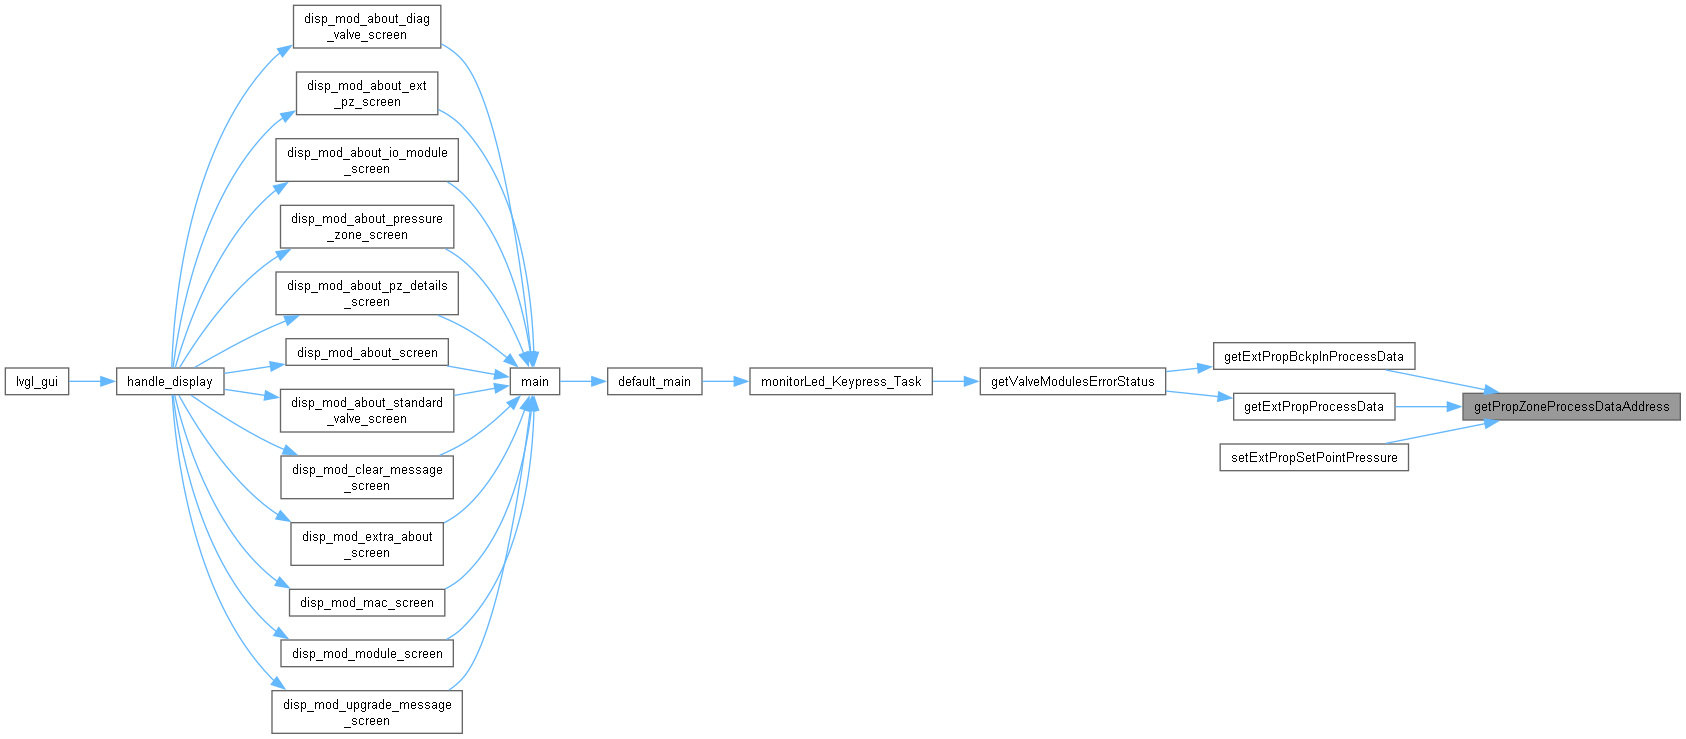 disp_mod_about_diag
_valve_screen
disp_mod_about_ext
_pz_screen
disp_mod_about_io_module
_screen
disp_mod_about_pressure
_zone_screen
disp_mod_about_pz_details
_screen
disp_mod_about_screen
lvgl_gui
handle_display
disp_mod_about_standard
_valve_screen
disp_mod_clear_message
_screen
disp_mod_extra_about
_screen
disp_mod_mac_screen
disp_mod_module_screen
disp_mod_upgrade_message
_screen
main
default_main
monitorLed_Keypress_Task
getValveModulesErrorStatus
getExtPropBckpInProcessData
getExtPropProcessData
setExtPropSetPointPressure
getPropZoneProcessDataAddress